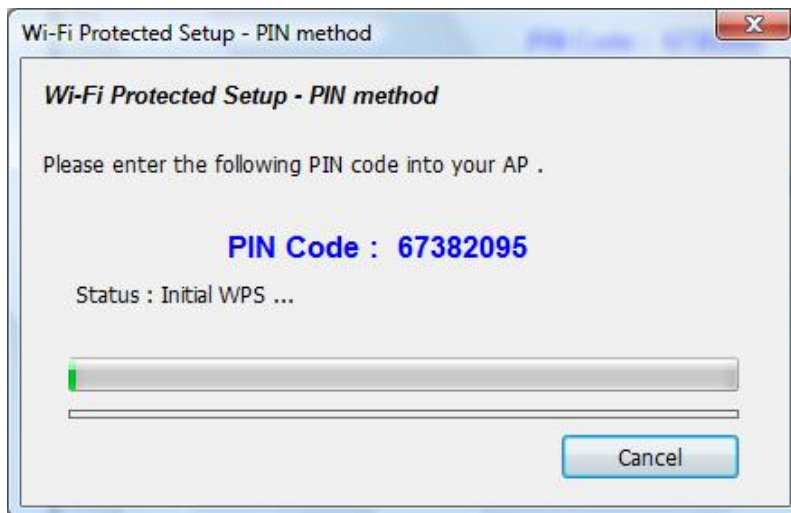 Wi-Fi Protected Setup - PIN method
Wi-Fi Protected Setup - PIN method
Please enter the following PIN code into your AP .
PIN Code : 67382095
Status : Initial WPS ...
Cancel